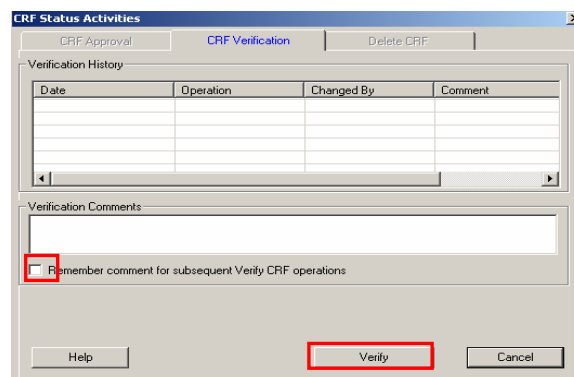 CRF Status Activities
CRF Approval CRF Verification Delete CRF
Verification History
Date Operation Changed By Comment
Verification Comments
Remember comment for subsequent Verify CRF operations
Help Verify Cancel